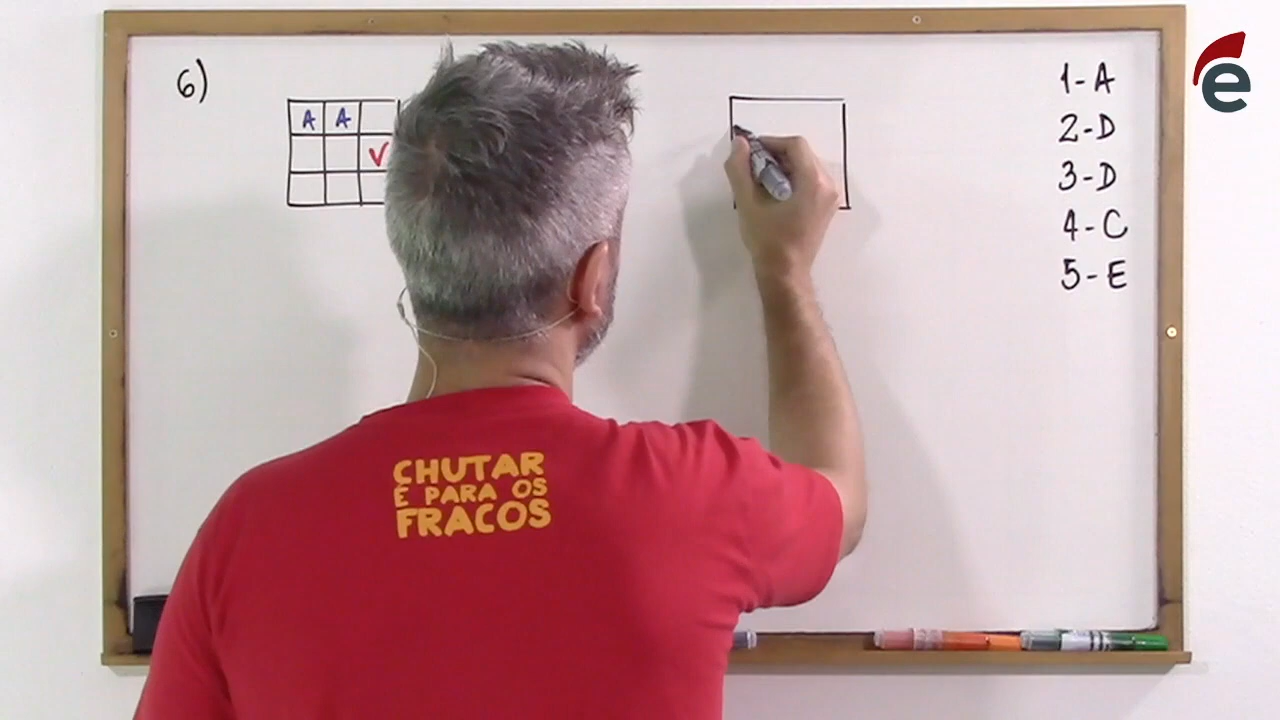 6)
A A
V
1-A
2-D
3-D
4-C
5-E
CHUTAR
É PARA OS
FRACOS
e